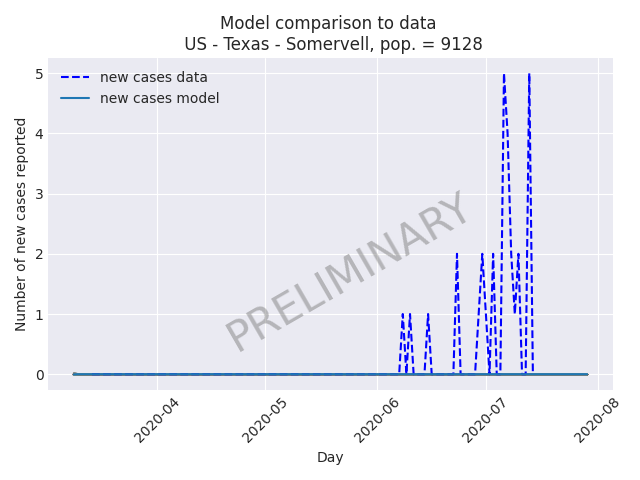 Model comparison to data
US - Texas - Somervell, pop. = 9128
new cases data
new cases model
Number of new cases reported
5
4
3
2
1
0
PRELIMINARY
2020-04
2020-05
2020-06
2020-07
2020-08
Day